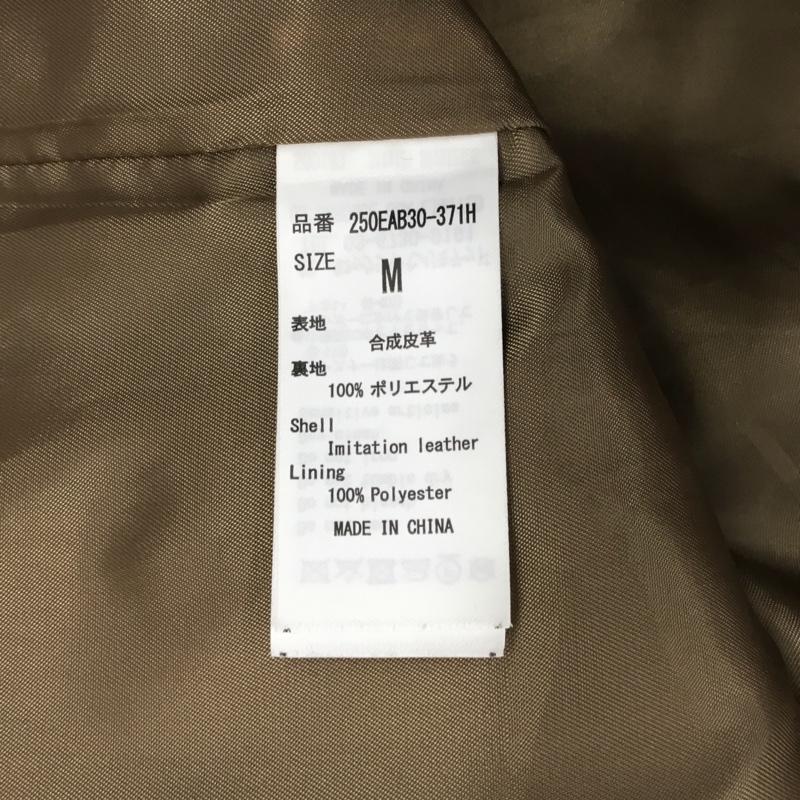 品番 250EAB30-371H
SIZE M
表地
合成皮革
裏地
100% ポリエステル
Shell
Imitation leather
Lining
100% Polyester
MADE IN CHINA